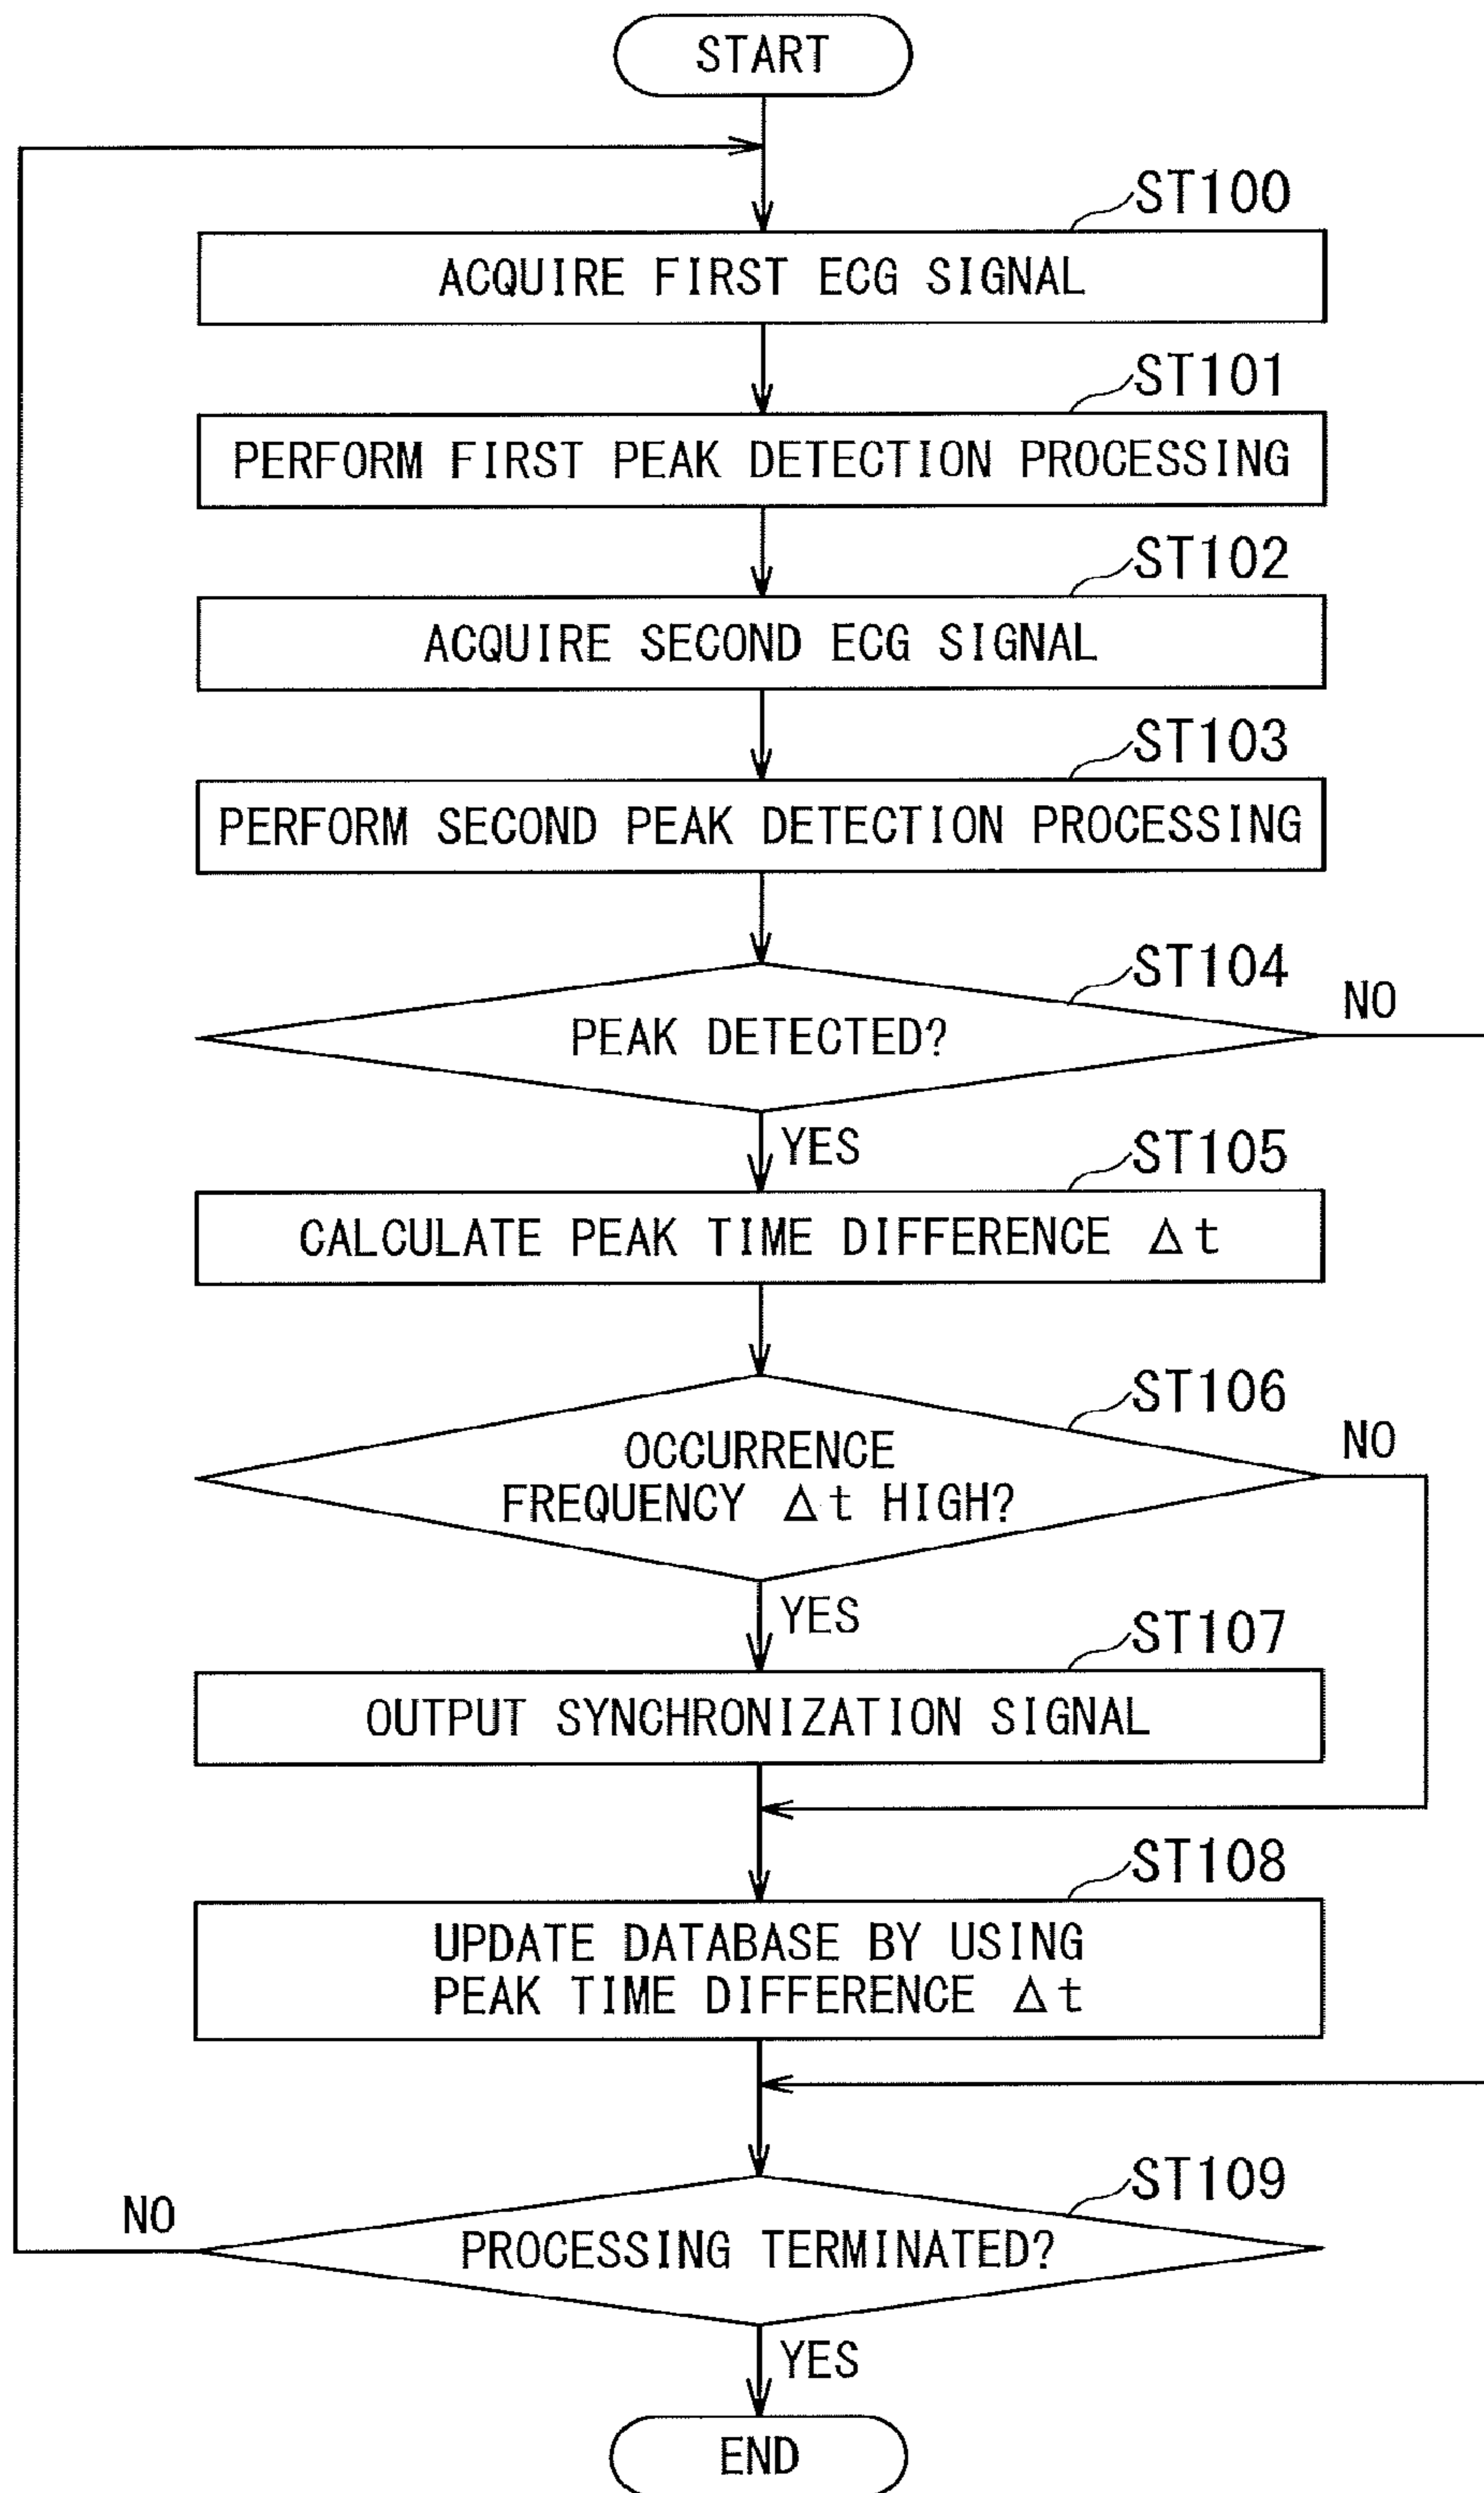 START
ST100
ACQUIRE FIRST ECG SIGNAL
ST101
PERFORM FIRST PEAK DETECTION PROCESSING
ST102
ACQUIRE SECOND ECG SIGNAL
ST103
PERFORM SECOND PEAK DETECTION PROCESSING
ST104
NO
PEAK DETECTED?
YES
ST105
CALCULATE PEAK TIME DIFFERENCE Δt
ST106
NO
OCCURRENCE
FREQUENCY Δt HIGH?
YES
ST107
OUTPUT SYNCHRONIZATION SIGNAL
ST108
UPDATE DATABASE BY USING
PEAK TIME DIFFERENCE Δt
ST109
NO
PROCESSING TERMINATED?
YES
END